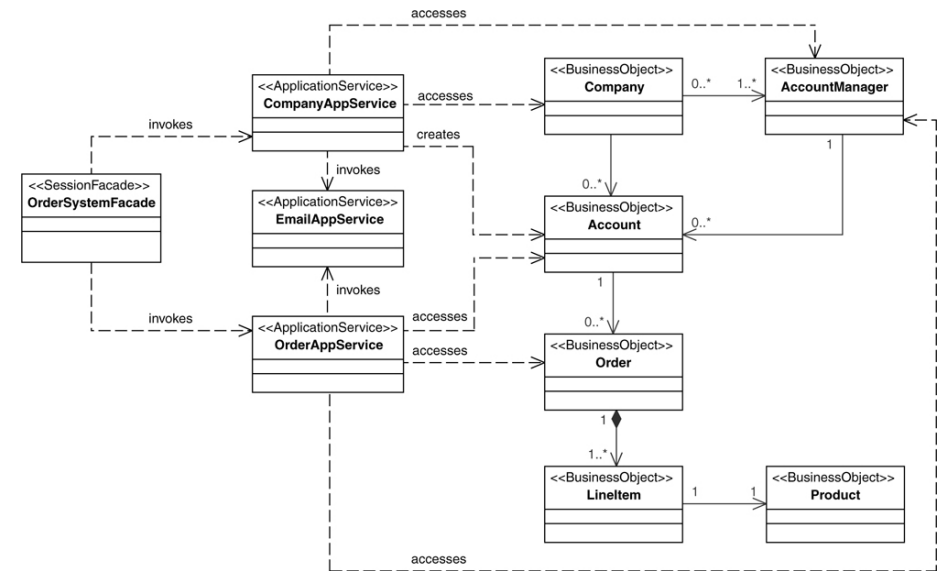 accesses
<<ApplicationService>>
CompanyAppService
accesses
<<BusinessObject>>
Company
0..*
1..*
<<BusinessObject>>
AccountManager
invokes
creates
1
invokes
<<SessionFacade>>
OrderSystemFacade
<<ApplicationService>>
EmailAppService
0..*
<<BusinessObject>>
Account
0..*
invokes
1
invokes
accesses
0..*
<<ApplicationService>>
OrderAppService
accesses
<<BusinessObject>>
Order
1
1..*
<<BusinessObject>>
LineItem
1
1
<<BusinessObject>>
Product
accesses